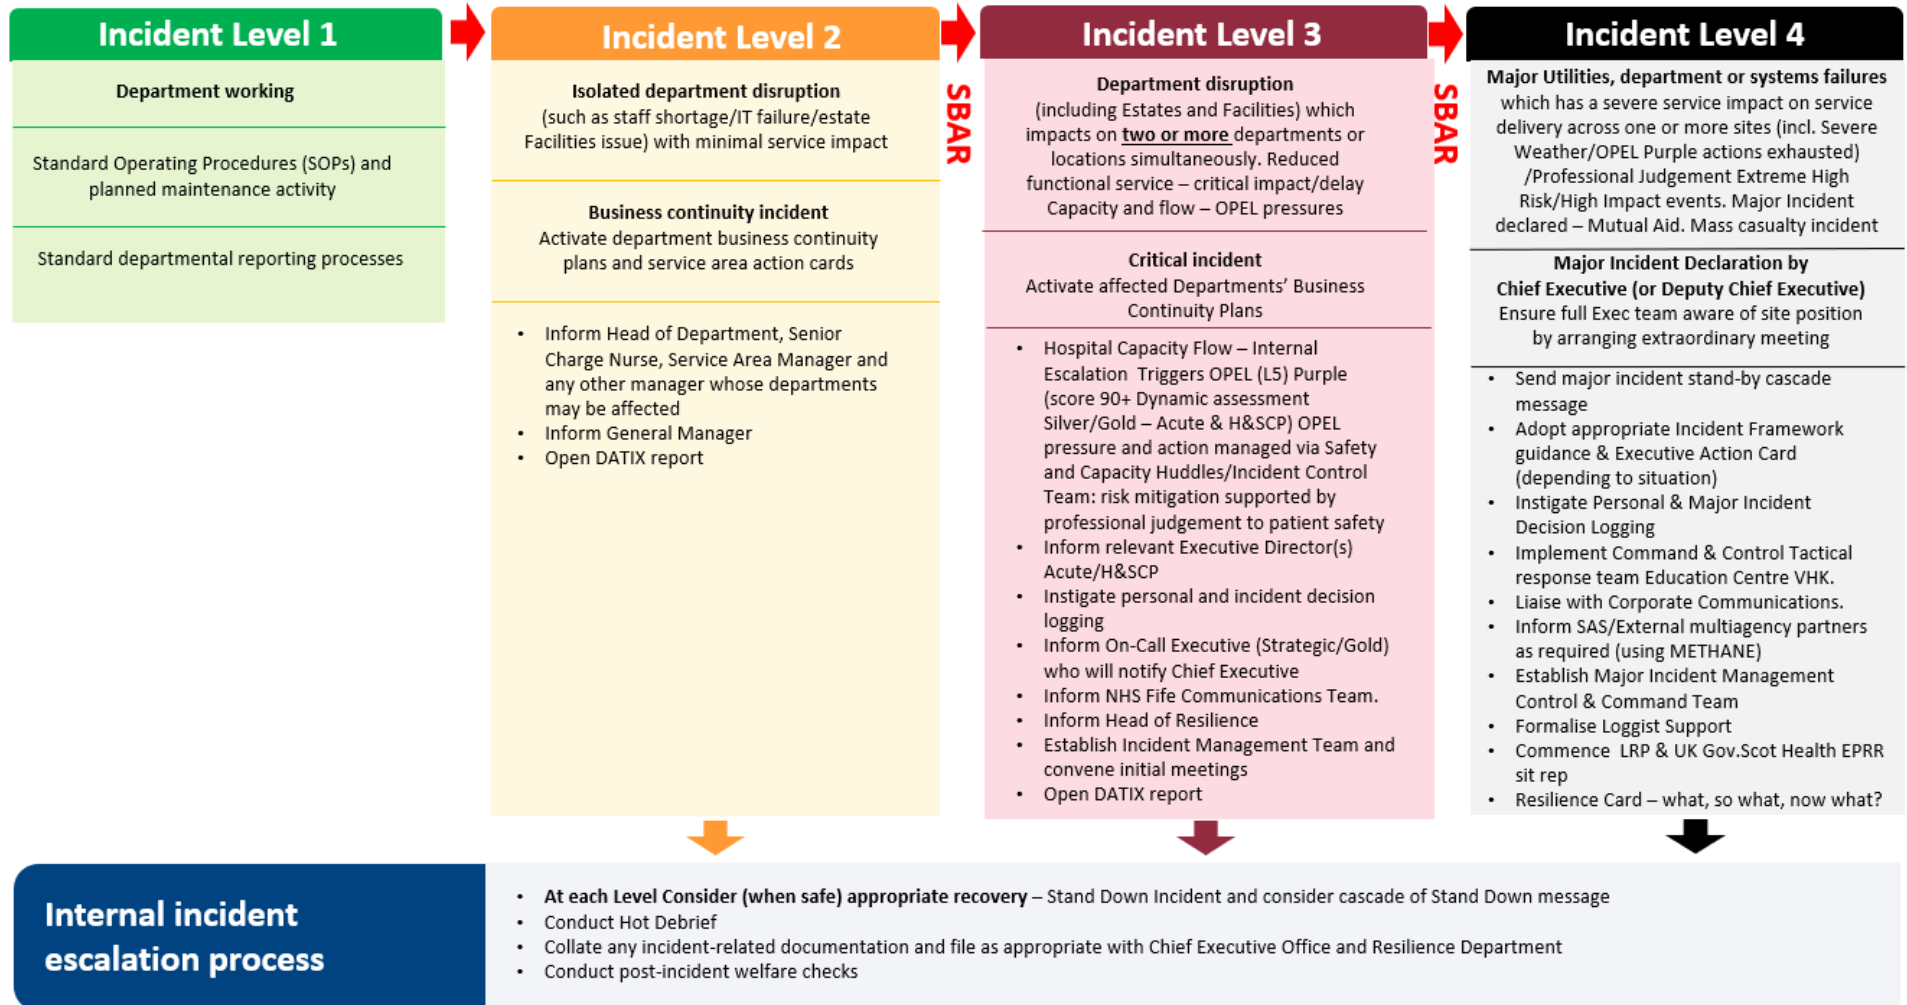 Incident Level 1
Department working
Standard Operating Procedures (SOPs) and
planned maintenance activity
Standard departmental reporting processes
Incident Level 2
Isolated department disruption
(such as staff shortage/IT failure/estate
Facilities issue) with minimal service impact
Business continuity incident
Activate department business continuity
plans and service area action cards
• Inform Head of Department, Senior
Charge Nurse, Service Area Manager and
any other manager whose departments
may be affected
• Inform General Manager
• Open DATIX report
SBAR
Incident Level 3
Department disruption
(including Estates and Facilities) which
impacts on two or more departments or
locations simultaneously. Reduced
functional service – critical impact/delay
Capacity and flow – OPEL pressures
Critical incident
Activate affected Departments’ Business
Continuity Plans
• Hospital Capacity Flow – Internal
Escalation Triggers OPEL (L5) Purple
(score 90+ Dynamic assessment
Silver/Gold – Acute & H&SCP) OPEL
pressure and action managed via Safety
and Capacity Huddles/Incident Control
Team: risk mitigation supported by
professional judgement to patient safety
• Inform relevant Executive Director(s)
Acute/H&SCP
• Instigate personal and incident decision
logging
• Inform On-Call Executive (Strategic/Gold)
who will notify Chief Executive
• Inform NHS Fife Communications Team.
• Inform Head of Resilience
• Establish Incident Management Team and
convene initial meetings
• Open DATIX report
SBAR
Incident Level 4
Major Utilities, department or systems failures
which has a severe service impact on service
delivery across one or more sites (incl. Severe
Weather/OPEL Purple actions exhausted)
/Professional Judgement Extreme High
Risk/High Impact events. Major Incident
declared – Mutual Aid. Mass casualty incident
Major Incident Declaration by
Chief Executive (or Deputy Chief Executive)
Ensure full Exec team aware of site position
by arranging extraordinary meeting
• Send major incident stand-by cascade
message
• Adopt appropriate Incident Framework
guidance & Executive Action Card
(depending to situation)
• Instigate Personal & Major Incident
Decision Logging
• Implement Command & Control Tactical
response team Education Centre VHK.
• Liaise with Corporate Communications.
• Inform SAS/External multiagency partners
as required (using METHANE)
• Establish Major Incident Management
Control & Command Team
• Formalise Loggist Support
• Commence LRP & UK Gov.Scot Health EPRR
sit rep
• Resilience Card – what, so what, now what?
Internal incident
escalation process
• At each Level Consider (when safe) appropriate recovery – Stand Down Incident and consider cascade of Stand Down message
• Conduct Hot Debrief
• Collate any incident-related documentation and file as appropriate with Chief Executive Office and Resilience Department
• Conduct post-incident welfare checks